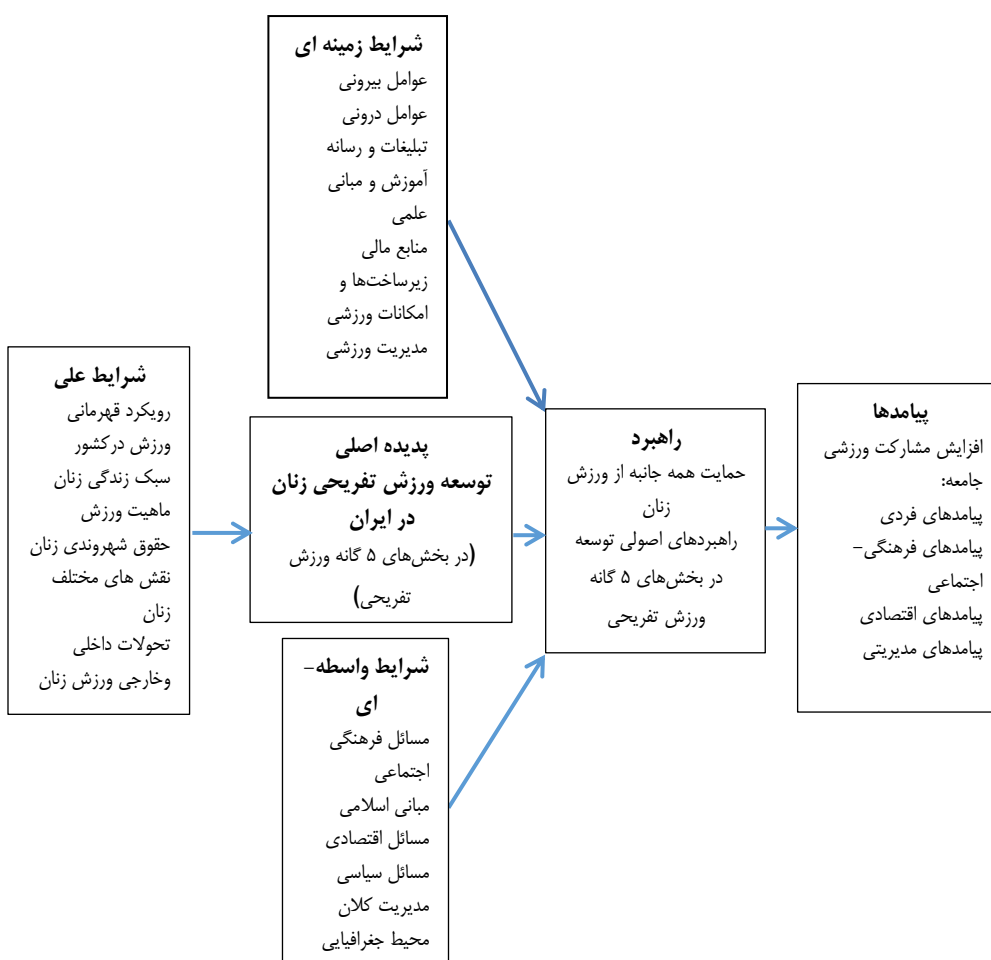 شرایط زمینه ای
عوامل بیرونی
عوامل درونی
تبلیغات و رسانه
آموزش و مبانی
علمی
منابع مالی
زیرساخت‌ها و
امکانات ورزشی
مدیریت ورزشی
شرایط علی
رویکرد قهرمانی
ورزش درکشور
سبک زندگی زنان
ماهیت ورزش
حقوق شهروندی زنان
نقش های مختلف
زنان
تحولات داخلی
وخارجی ورزش زنان
پدیده اصلی
توسعه ورزش تفریحی زنان
در ایران
(در بخش‌های ۵ گانه ورزش
تفریحی)
شرایط واسطه-
ای
مسائل فرهنگی
اجتماعی
مبانی اسلامی
مسائل اقتصادی
مسائل سیاسی
مدیریت کلان
محیط جغرافیایی
راهبرد
حمایت همه جانبه از ورزش
زنان
راهبردهای اصولی توسعه
در بخش‌های ۵ گانه
ورزش تفریحی
پیامدها
افزایش مشارکت ورزشی
جامعه:
پیامدهای فردی
پیامدهای فرهنگی-
اجتماعی
پیامدهای اقتصادی
پیامدهای مدیریتی